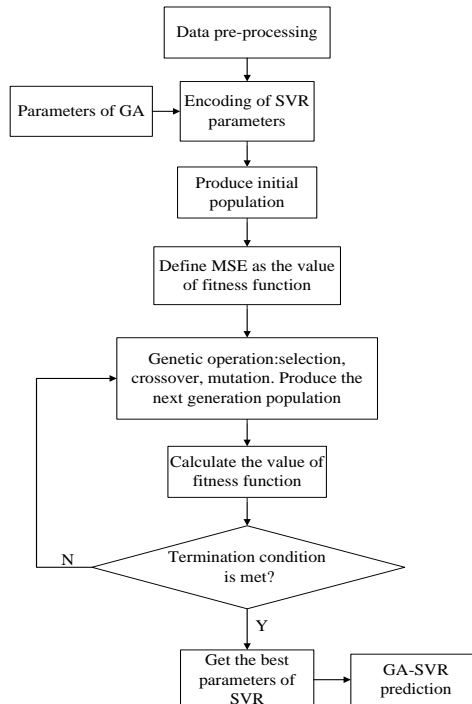 Data pre-processing
Parameters of GA
Encoding of SVR
parameters
Produce initial
population
Define MSE as the value
of fitness function
Genetic operation:selection,
crossover, mutation. Produce the
next generation population
Calculate the value of
fitness function
N
Termination condition
is met?
Y
Get the best
parameters of
SVR
GA-SVR
prediction